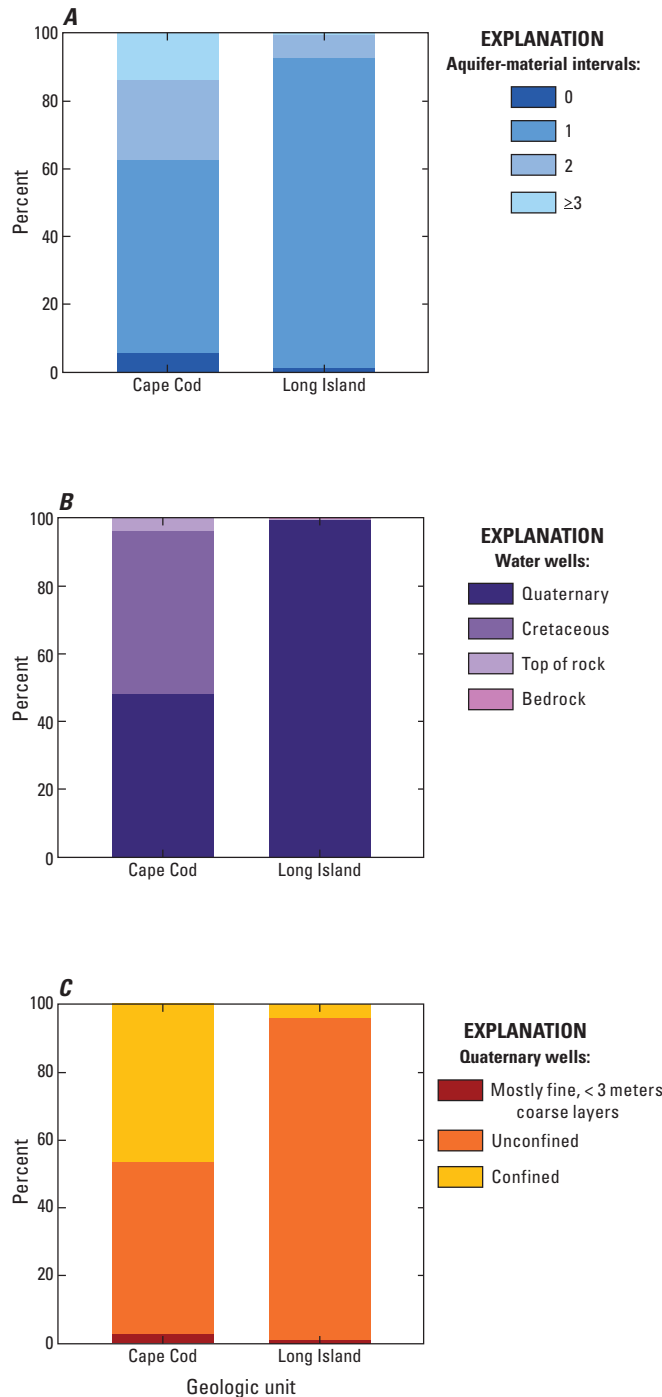 A
100
80
60
40
20
0
Percent
Cape Cod
Long Island
EXPLANATION
Aquifer-material intervals:
0
1
2
≥3
B
100
80
60
40
20
0
Percent
Cape Cod
Long Island
EXPLANATION
Water wells:
Quaternary
Cretaceous
Top of rock
Bedrock
C
100
80
60
40
20
0
Percent
Cape Cod
Long Island
Geologic unit
EXPLANATION
Quaternary wells:
Mostly fine, < 3 meters
coarse layers
Unconfined
Confined